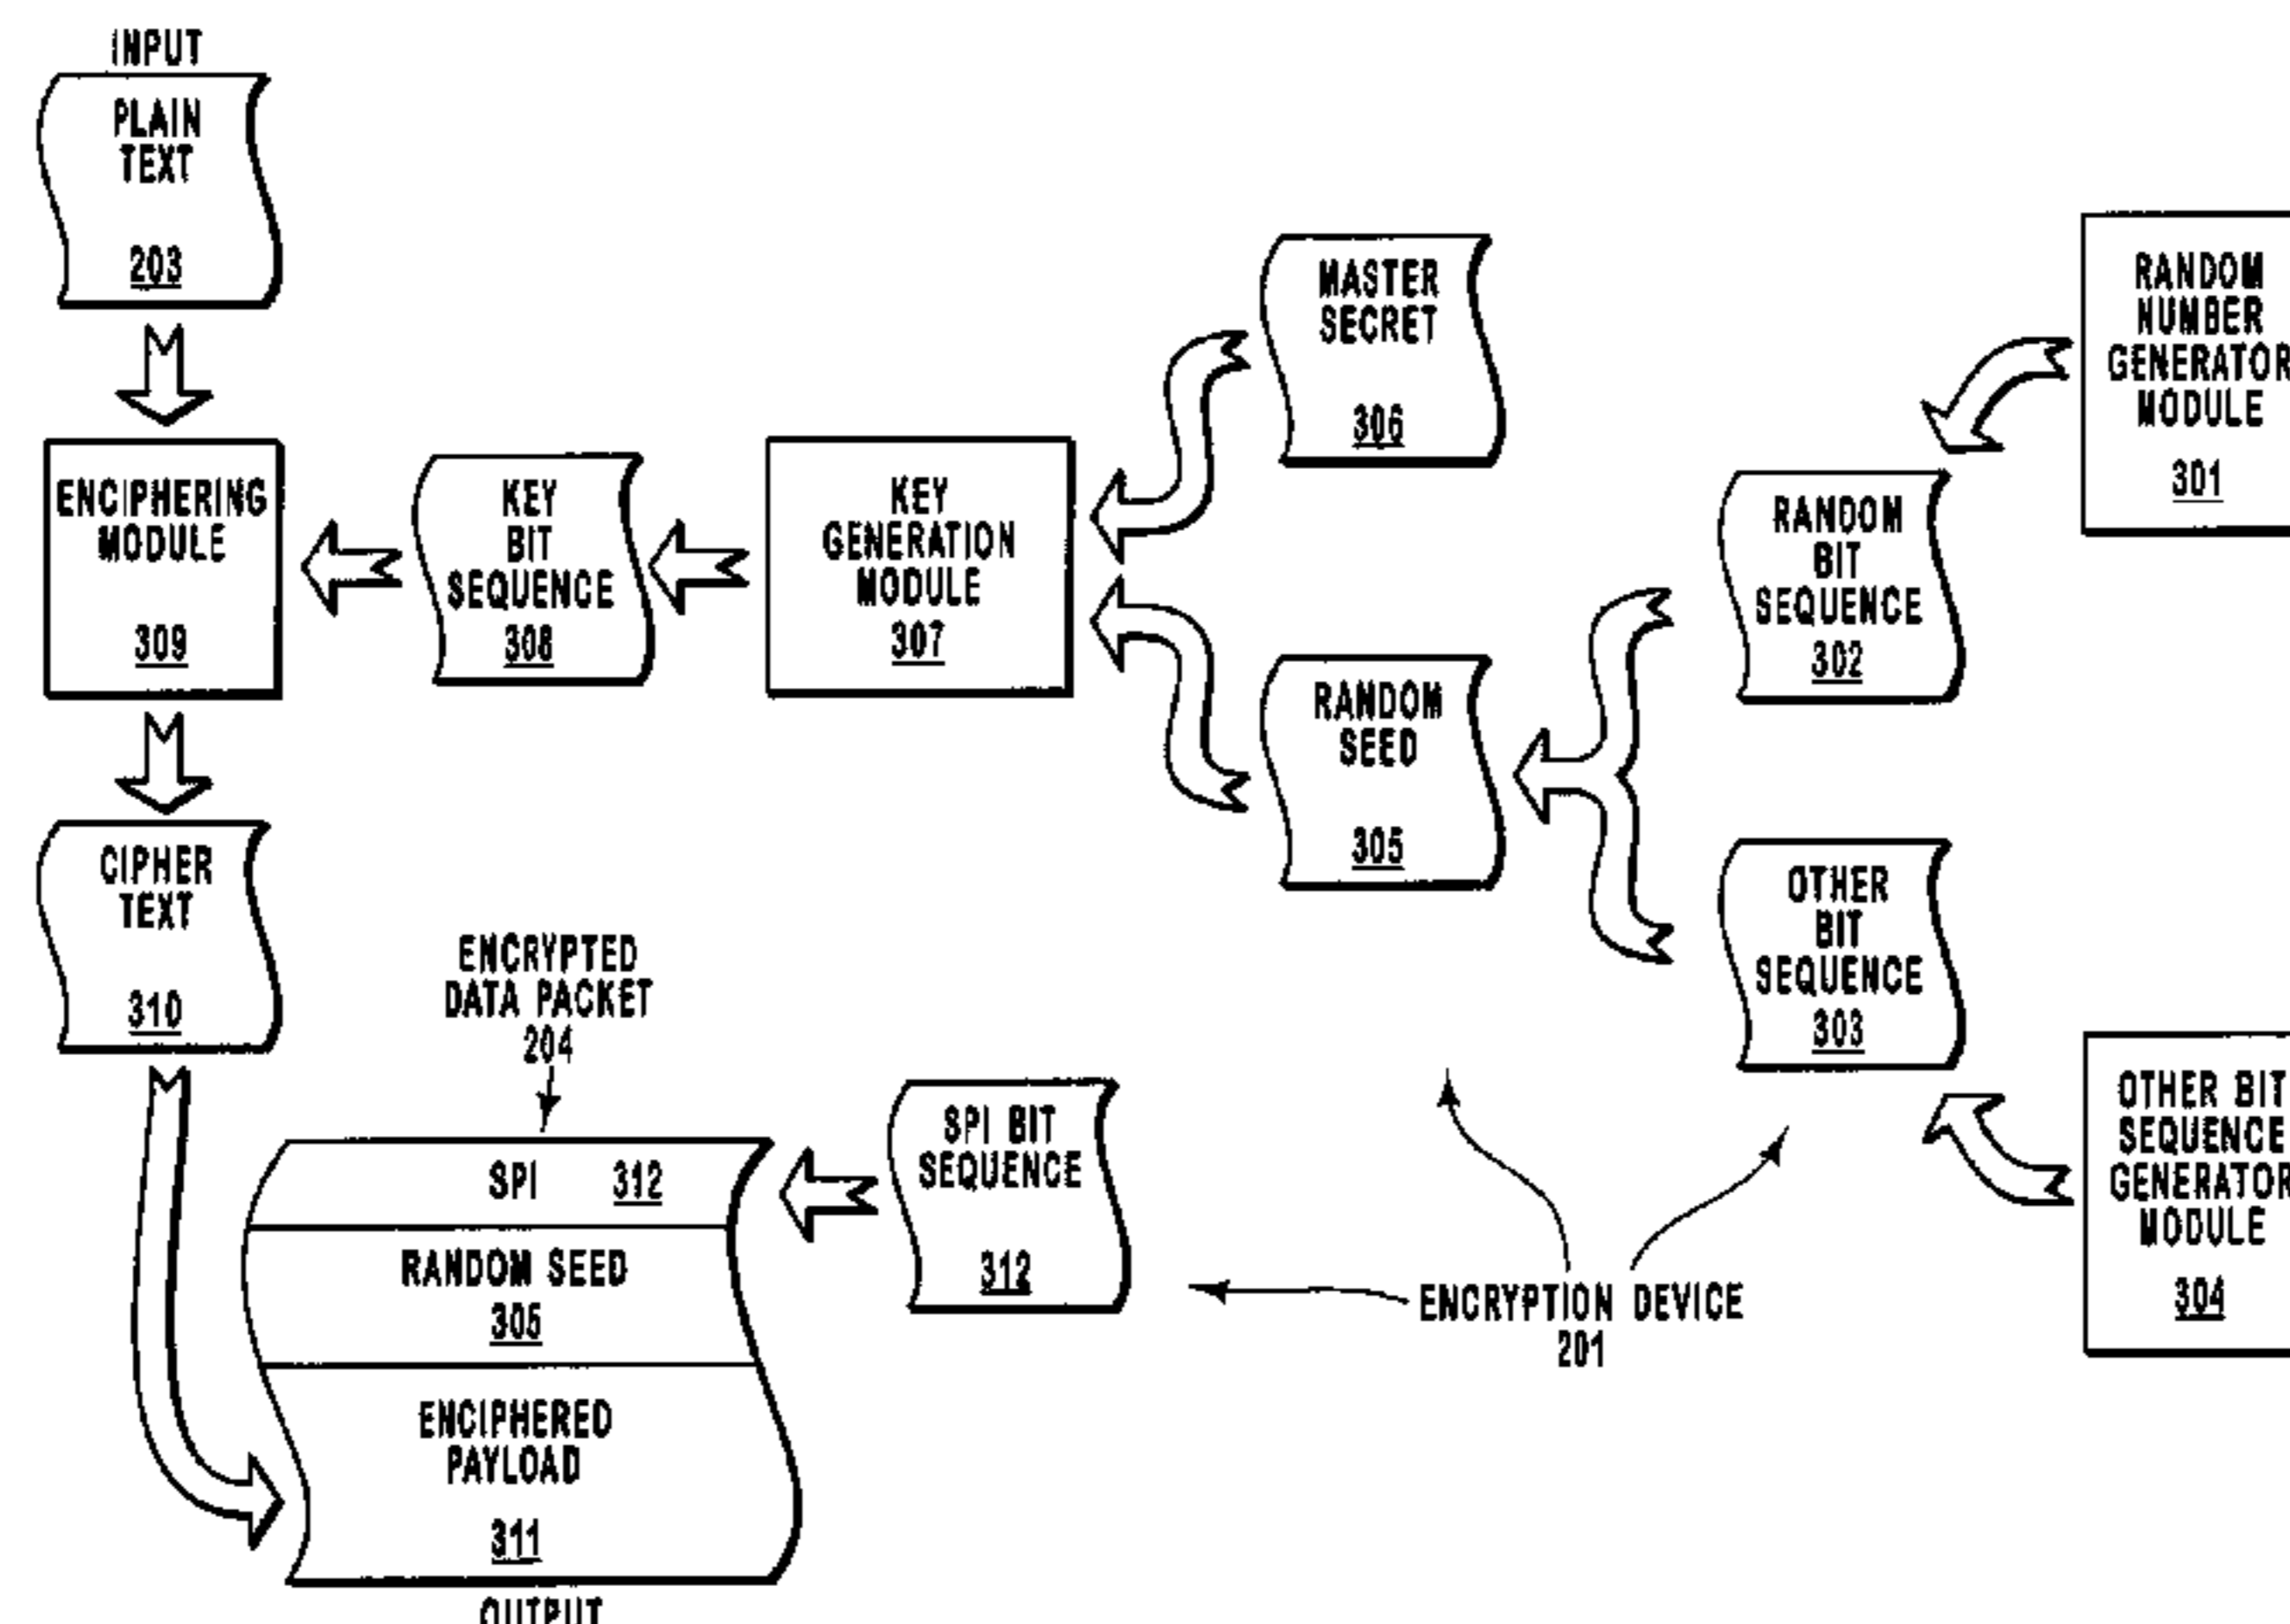 INPUT
PLAIN
TEXT
203
ENCIPHERING
MODULE
309
KEY
BIT
SEQUENCE
308
KEY
GENERATION
MODULE
307
MASTER
SECRET
306
RANDOM
SEED
305
RANDOM
BIT
SEQUENCE
302
RANDOM
NUMBER
GENERATOR
MODULE
301
OTHER
BIT
SEQUENCE
303
OTHER BIT
SEQUENCE
GENERATOR
MODULE
304
CIPHER
TEXT
310
ENCRYPTED
DATA PACKET
204
SPI 312
RANDOM SEED
305
ENCIPHERED
PAYLOAD
311
OUTPUT
SPI BIT
SEQUENCE
312
ENCRYPTION DEVICE
201